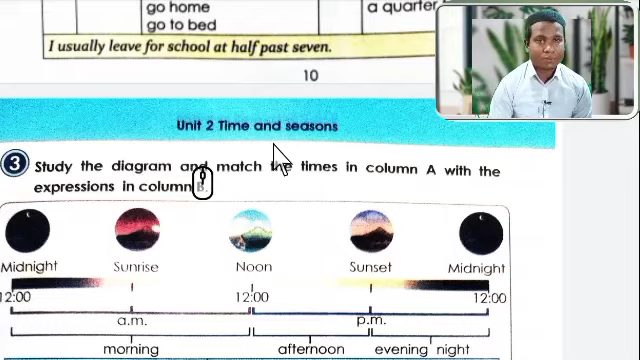 go home
go to bed
a quarter
I usually leave for school at half past seven.
10
Unit 2 Time and seasons
3 Study the diagram and match the times in column A with the
expressions in column B.
Midnight Sunrise Noon Sunset Midnight
12:00 12:00 12:00
a.m. p.m.
morning afternoon evening night